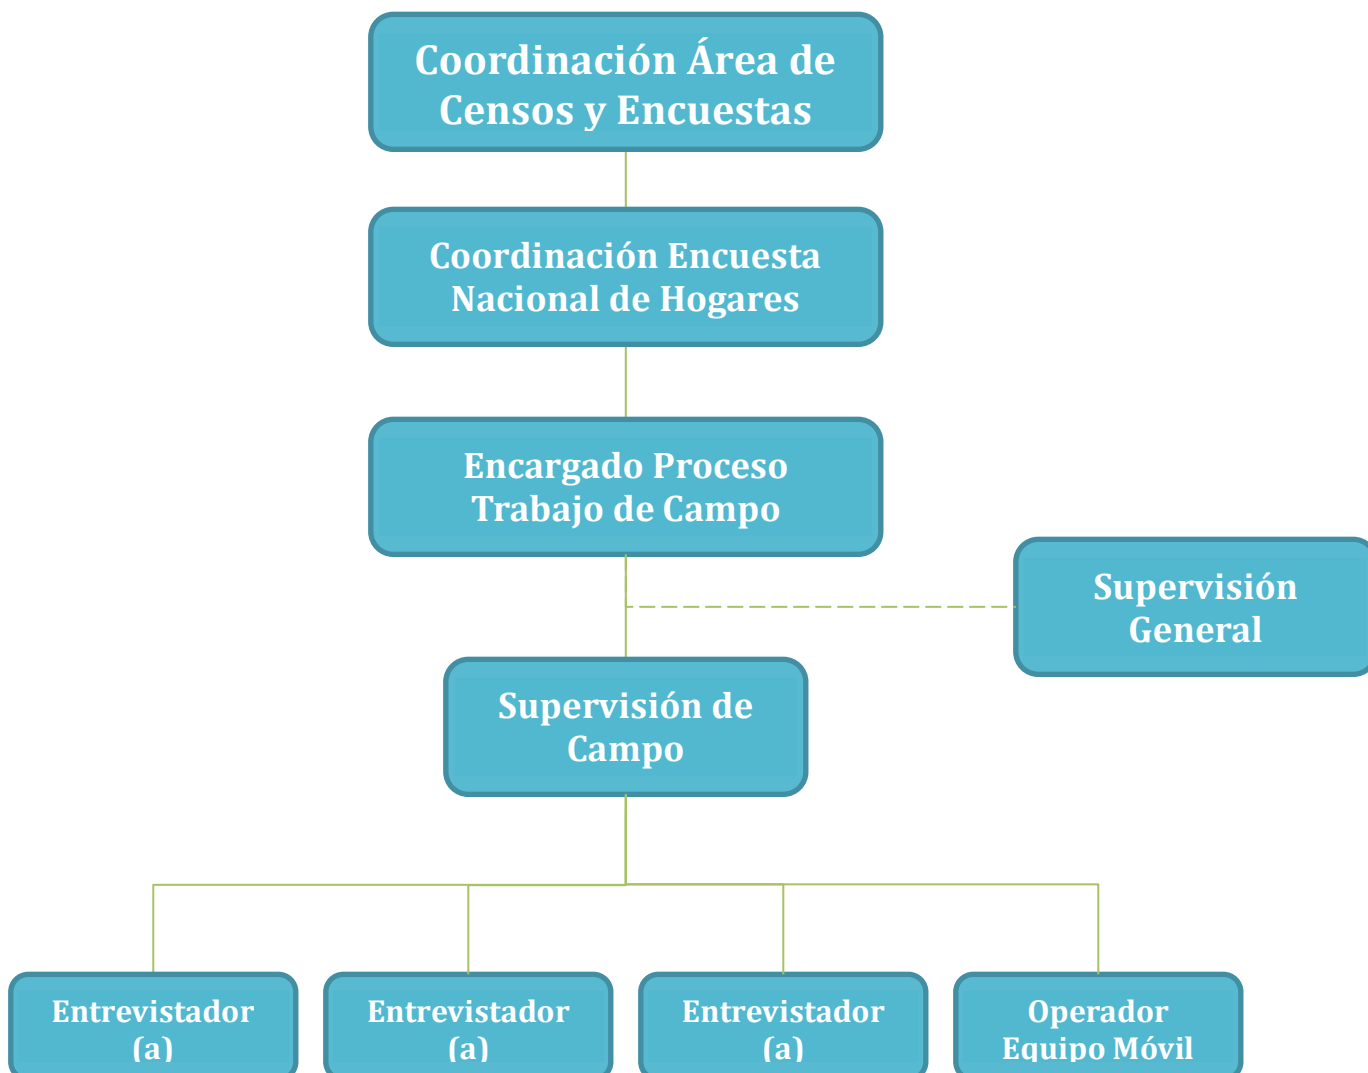 Coordinación Área de
Censos y Encuestas
Coordinación Encuesta
Nacional de Hogares
Encargado Proceso
Trabajo de Campo
Supervisión
General
Supervisión de
Campo
Entrevistador
(a)
Entrevistador
(a)
Entrevistador
(a)
Operador
Equipo Móvil